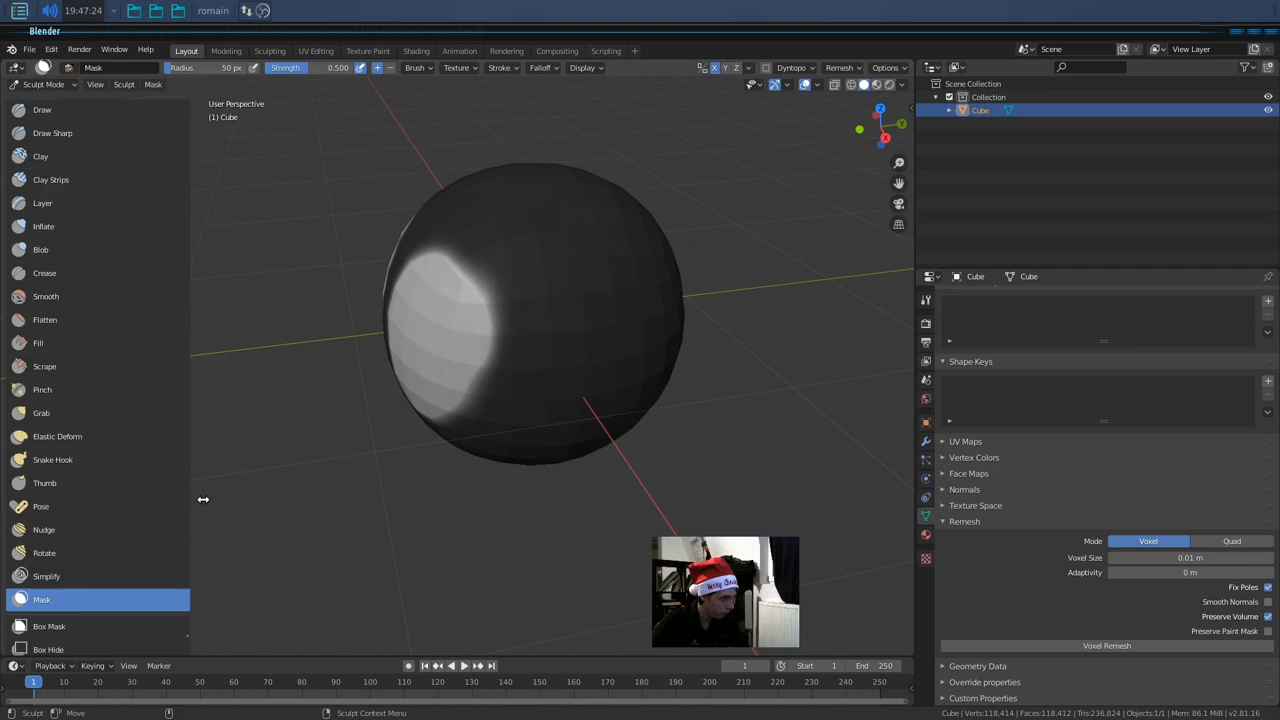 19:47:24 romain
Blender
File Edit Render Window Help Layout Modeling Sculpting UV Editing Texture Paint Shading Animation Rendering Compositing Scripting + Scene View Layer
Mask Radius 50 px Strength 0.500 Brush Texture Stroke Falloff Display X Y Z Dyntopo Remesh Options
Sculpt Mode View Sculpt Mask
Scene Collection
Collection
Cube
User Perspective
(1) Cube
Z
Y
X
Draw
Draw Sharp
Clay
Clay Strips
Layer
Inflate
Blob
Crease
Smooth
Flatten
Fill
Scrape
Pinch
Grab
Elastic Deform
Snake Hook
Thumb
Pose
Nudge
Rotate
Simplify
Mask
Box Mask
Box Hide
Cube Cube
Shape Keys
UV Maps
Vertex Colors
Face Maps
Normals
Texture Space
Remesh
Mode Voxel Quad
Voxel Size 0.01 m
Adaptivity 0 m
Fix Poles
Smooth Normals
Preserve Volume
Preserve Paint Mask
Voxel Remesh
Geometry Data
Override properties
Custom Properties
Playback Keying View Marker 1 Start 1 End 250
1 10 20 30 40 50 60 70 80 90 100 110 120 130 140 150 160 170 180 190 200 210 220 230 240 250
Sculpt Move Sculpt Context Menu Cube | Verts:118,414 | Faces:118,412 | Tris:236,824 | Objects:1/1 | Mem: 86.1 MiB | v2.81.16